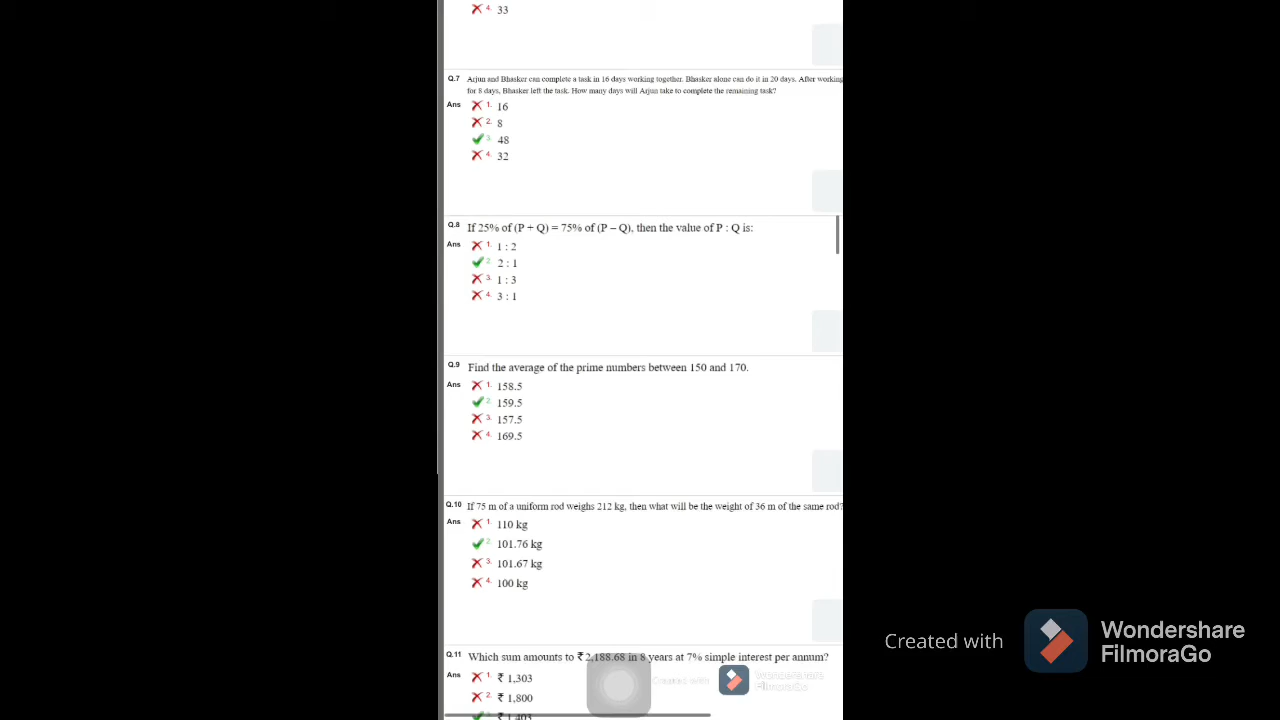 4. 33
Q.7 Arjun and Bhasker can complete a task in 16 days working together. Bhasker alone can do it in 20 days. After working
for 8 days, Bhasker left the task. How many days will Arjun take to complete the remaining task?
Ans 1. 16
2. 8
3. 48
4. 32
Q.8 If 25% of (P + Q) = 75% of (P – Q), then the value of P : Q is:
Ans 1. 1 : 2
2. 2 : 1
3. 1 : 3
4. 3 : 1
Q.9 Find the average of the prime numbers between 150 and 170.
Ans 1. 158.5
2. 159.5
3. 157.5
4. 169.5
Q.10 If 75 m of a uniform rod weighs 212 kg, then what will be the weight of 36 m of the same rod?
Ans 1. 110 kg
2. 101.76 kg
3. 101.67 kg
4. 100 kg
Q.11 Which sum amounts to ₹ 2,188.68 in 8 years at 7% simple interest per annum?
Ans 1. ₹ 1,303
2. ₹ 1,800
₹ 1,403
Created with Wondershare
FilmoraGo
Created with Wondershare
FilmoraGo